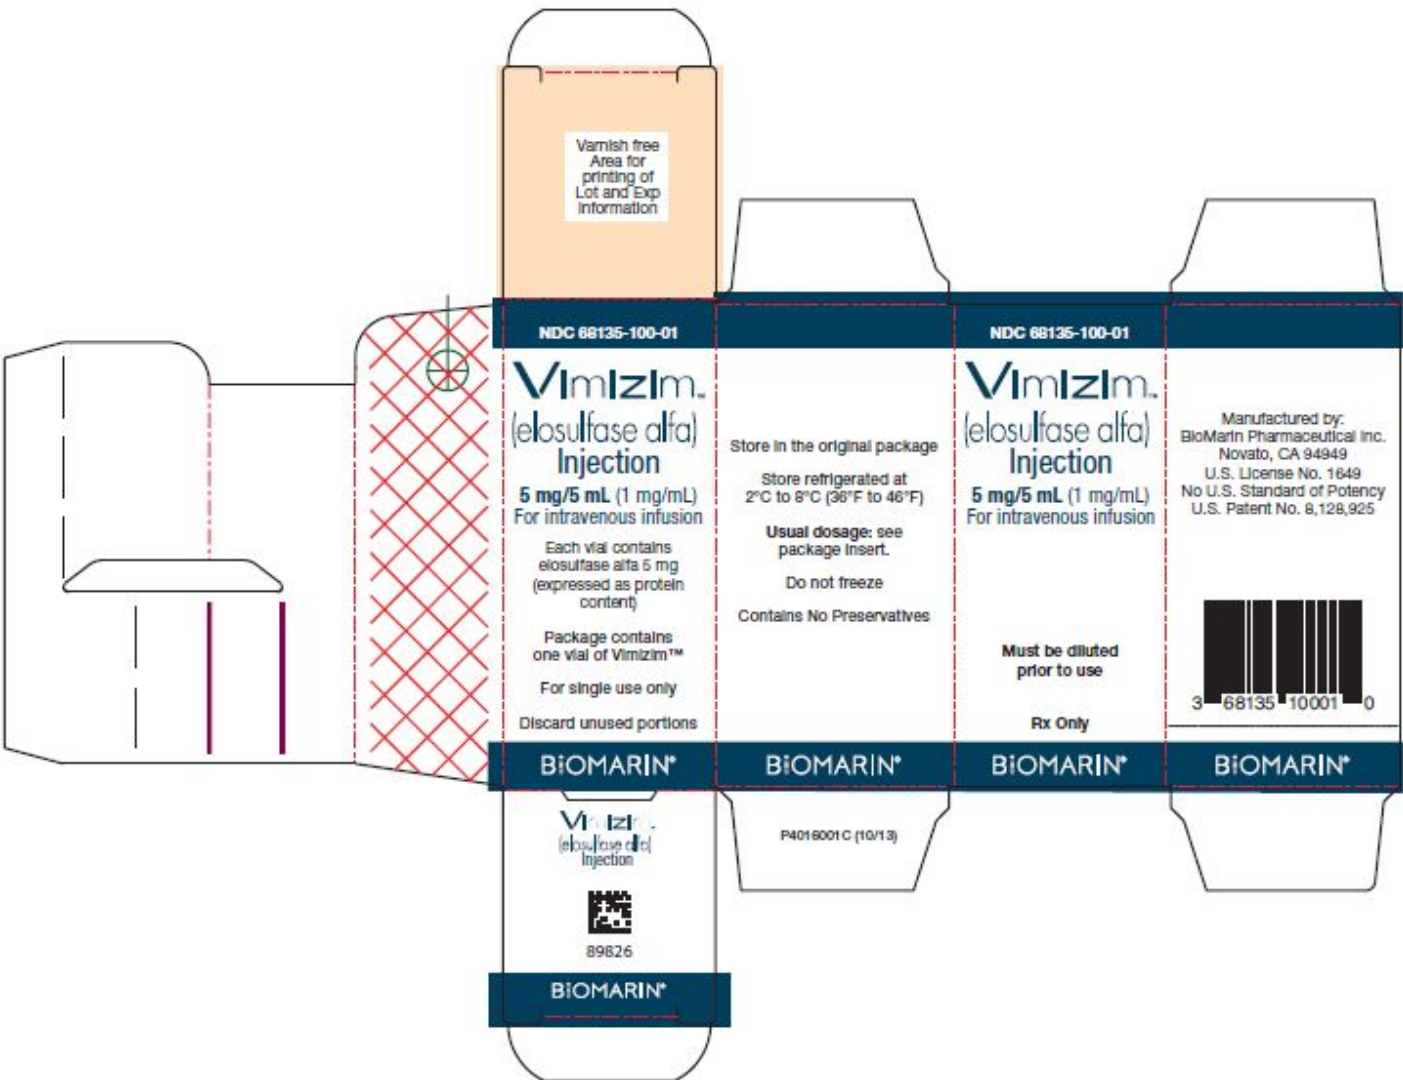 Varnish free
Area for
printing of
Lot and Exp
Information
NDC 68135-100-01
Vimizim™
(elosulfase alfa)
Injection
5 mg/5 mL (1 mg/mL)
For intravenous infusion
Each vial contains
elosulfase alfa 5 mg
(expressed as protein
content)
Package contains
one vial of Vimizim™
For single use only
Discard unused portions
BIOMARIN®
Store in the original package
Store refrigerated at
2°C to 8°C (36°F to 46°F)
Usual dosage: see
package insert.
Do not freeze
Contains No Preservatives
BIOMARIN®
NDC 68135-100-01
Vimizim™
(elosulfase alfa)
Injection
5 mg/5 mL (1 mg/mL)
For intravenous infusion
Must be diluted
prior to use
Rx Only
BIOMARIN®
Manufactured by:
BioMarin Pharmaceutical Inc.
Novato, CA 94949
U.S. License No. 1649
No U.S. Standard of Potency
U.S. Patent No. 8,128,925
3 68135 10001 0
BIOMARIN®
Vimizim™
(elosulfase alfa)
Injection
89826
BIOMARIN®
P4016001C (10/13)